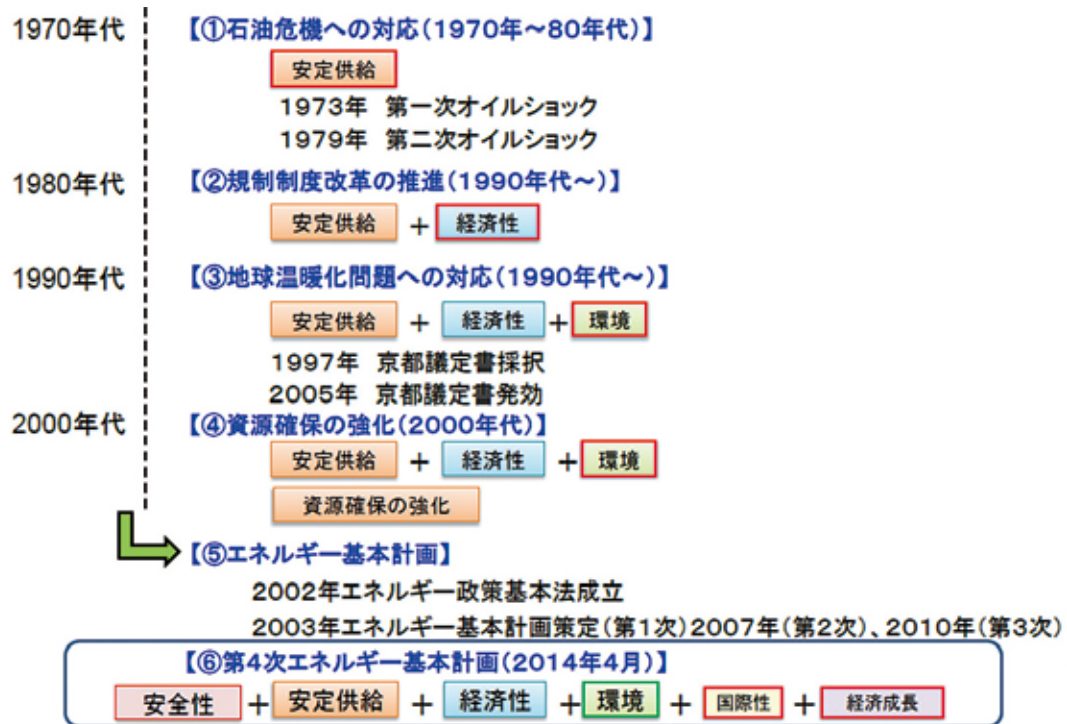 1970年代 【①石油危機への対応(1970年～80年代)】
安定供給
1973年 第一次オイルショック
1979年 第二次オイルショック
1980年代 【②規制制度改革の推進(1990年代～)】
安定供給 + 経済性
1990年代 【③地球温暖化問題への対応(1990年代～)】
安定供給 + 経済性 + 環境
1997年 京都議定書採択
2005年 京都議定書発効
2000年代 【④資源確保の強化(2000年代)】
安定供給 + 経済性 + 環境
資源確保の強化
【⑤エネルギー基本計画】
2002年エネルギー政策基本法成立
2003年エネルギー基本計画策定(第1次)2007年(第2次)、2010年(第3次)
【⑥第4次エネルギー基本計画(2014年4月)】
安全性 + 安定供給 + 経済性 + 環境 + 国際性 + 経済成長